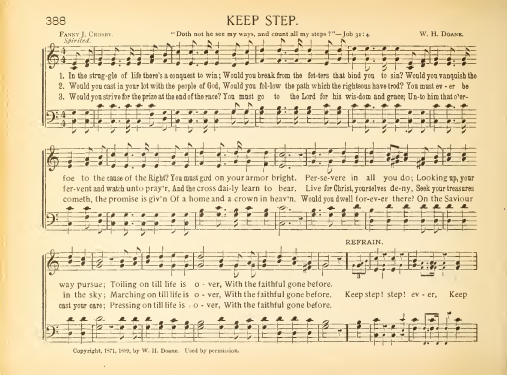 388
KEEP STEP.
FANNY J. CROSBY.
"Doth not he see my ways, and count all my steps?"—Job 31:4
W. H. DOANE.
Spirited.
1. In the strug-gle of life there's a conquest to win; Would you break from the fet-ters that bind you to sin? Would you vanquish the
2. Would you cast in your lot with the people of God, Would you fol-low the path which the righteous have trod? You must ev-er be
3. Would you strive for the prize at the end of the race? You must go to the Lord for his wis-dom and grace; Un-to him that o'er-
foe to the cause of the Right? You must gird on your armor bright. Per-se-vere in all you do; Looking up, your
fer-vent and watch unto pray'r, And the cross dai-ly learn to bear, Live for Christ, yourselves de-ny, Seek your treasures
cometh, the promise is giv'n Of a home and a crown in heav'n. Would you dwell for-ev-er there? On the Saviour
REFRAIN.
way pursue; Toiling on till life is o-ver, With the faithful gone before.
in the sky; Marching on till life is o-ver, With the faithful gone before. Keep step! step! ev-er, Keep
cast your care; Pressing on till life is o-ver, With the faithful gone before.
Copyright, 1871, 1899, by W. H. Doane. Used by permission.